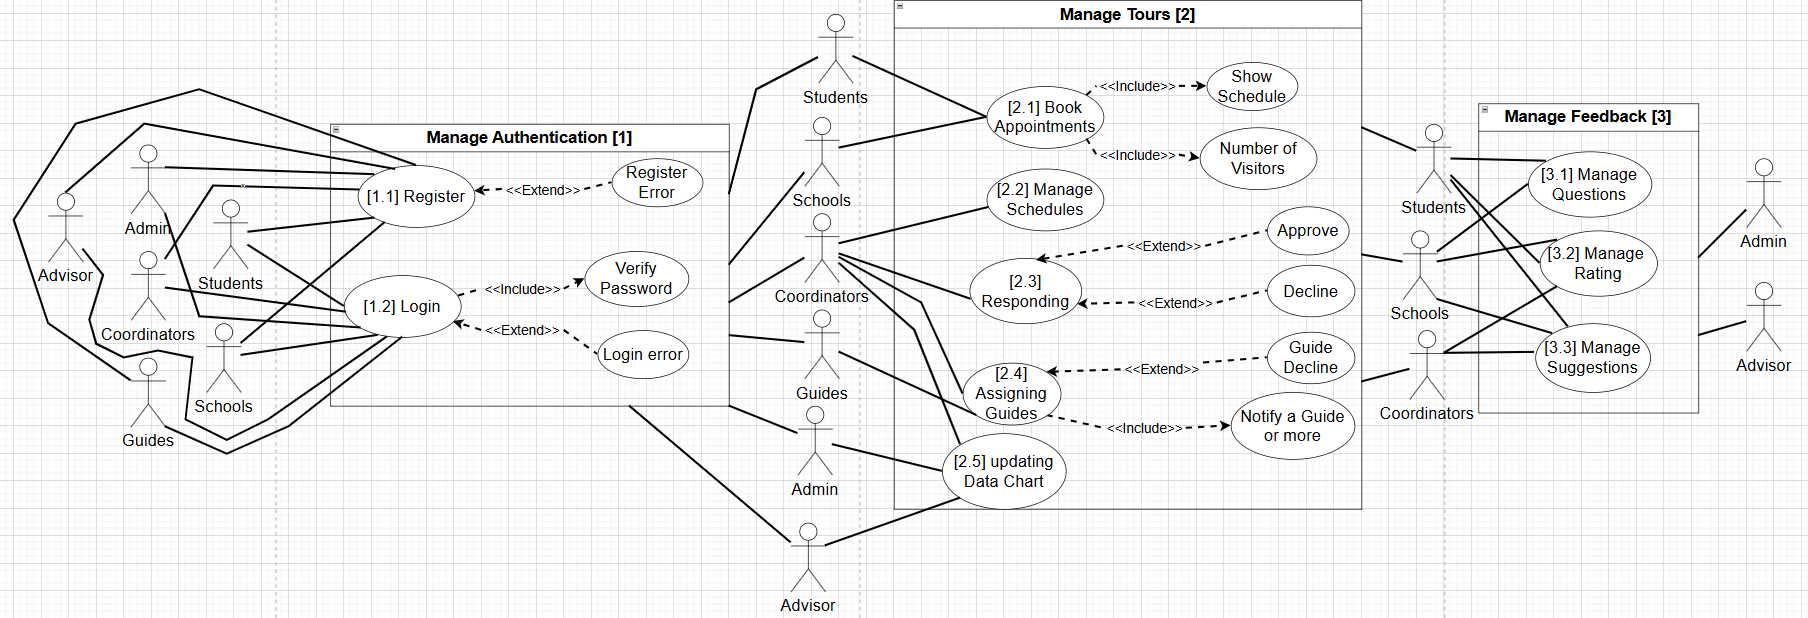 Manage Authentication [1]
[1.1] Register
<<Extend>>
Register
Error
[1.2] Login
<<Include>>
Verify
Password
<<Extend>>
Login error
Advisor
Admin
Coordinators
Guides
Students
Schools
Students
Schools
Coordinators
Guides
Admin
Advisor
Manage Tours [2]
[2.1] Book
Appointments
<<Include>>
Show
Schedule
<<Include>>
Number of
Visitors
[2.2] Manage
Schedules
[2.3]
Responding
<<Extend>>
Approve
<<Extend>>
Decline
[2.4]
Assigning
Guides
<<Extend>>
Guide
Decline
<<Include>>
Notify a Guide
or more
[2.5] updating
Data Chart
Students
Schools
Coordinators
Manage Feedback [3]
[3.1] Manage
Questions
[3.2] Manage
Rating
[3.3] Manage
Suggestions
Admin
Advisor